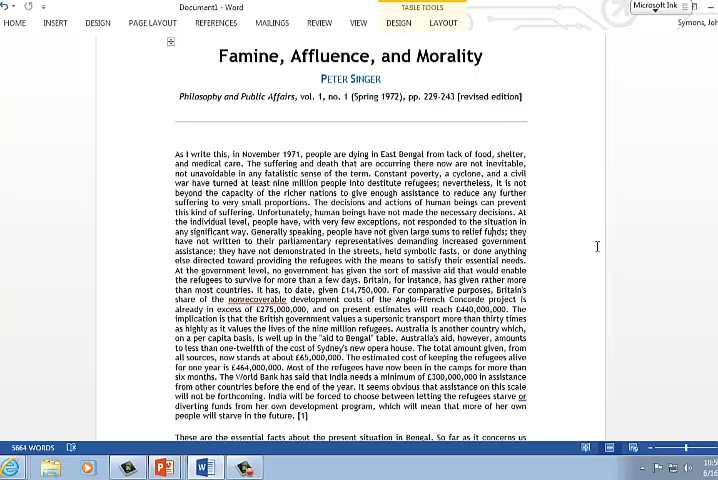 Document1 - Word
TABLE TOOLS
Microsoft Ink
HOME INSERT DESIGN PAGE LAYOUT REFERENCES MAILINGS REVIEW VIEW DESIGN LAYOUT Symons, Joh
Famine, Affluence, and Morality
PETER SINGER
Philosophy and Public Affairs, vol. 1, no. 1 (Spring 1972), pp. 229-243 [revised edition]
As I write this, in November 1971, people are dying in East Bengal from lack of food, shelter,
and medical care. The suffering and death that are occurring there now are not inevitable,
not unavoidable in any fatalistic sense of the term. Constant poverty, a cyclone, and a civil
war have turned at least nine million people into destitute refugees; nevertheless, it is not
beyond the capacity of the richer nations to give enough assistance to reduce any further
suffering to very small proportions. The decisions and actions of human beings can prevent
this kind of suffering. Unfortunately, human beings have not made the necessary decisions. At
the individual level, people have, with very few exceptions, not responded to the situation in
any significant way. Generally speaking, people have not given large sums to relief funds; they
have not written to their parliamentary representatives demanding increased government
assistance; they have not demonstrated in the streets, held symbolic fasts, or done anything
else directed toward providing the refugees with the means to satisfy their essential needs.
At the government level, no government has given the sort of massive aid that would enable
the refugees to survive for more than a few days. Britain, for instance, has given rather more
than most countries. It has, to date, given £14,750,000. For comparative purposes, Britain's
share of the nonrecoverable development costs of the Anglo-French Concorde project is
already in excess of £275,000,000, and on present estimates will reach £440,000,000. The
implication is that the British government values a supersonic transport more than thirty times
as highly as it values the lives of the nine million refugees. Australia is another country which,
on a per capita basis, is well up in the "aid to Bengal" table. Australia's aid, however, amounts
to less than one-twelfth of the cost of Sydney's new opera house. The total amount given, from
all sources, now stands at about £65,000,000. The estimated cost of keeping the refugees alive
for one year is £464,000,000. Most of the refugees have now been in the camps for more than
six months. The World Bank has said that India needs a minimum of £300,000,000 in assistance
from other countries before the end of the year. It seems obvious that assistance on this scale
will not be forthcoming. India will be forced to choose between letting the refugees starve or
diverting funds from her own development program, which will mean that more of her own
people will starve in the future. [1]
These are the essential facts about the present situation in Bengal. So far as it concerns us
5664 WORDS
10:5
6/16